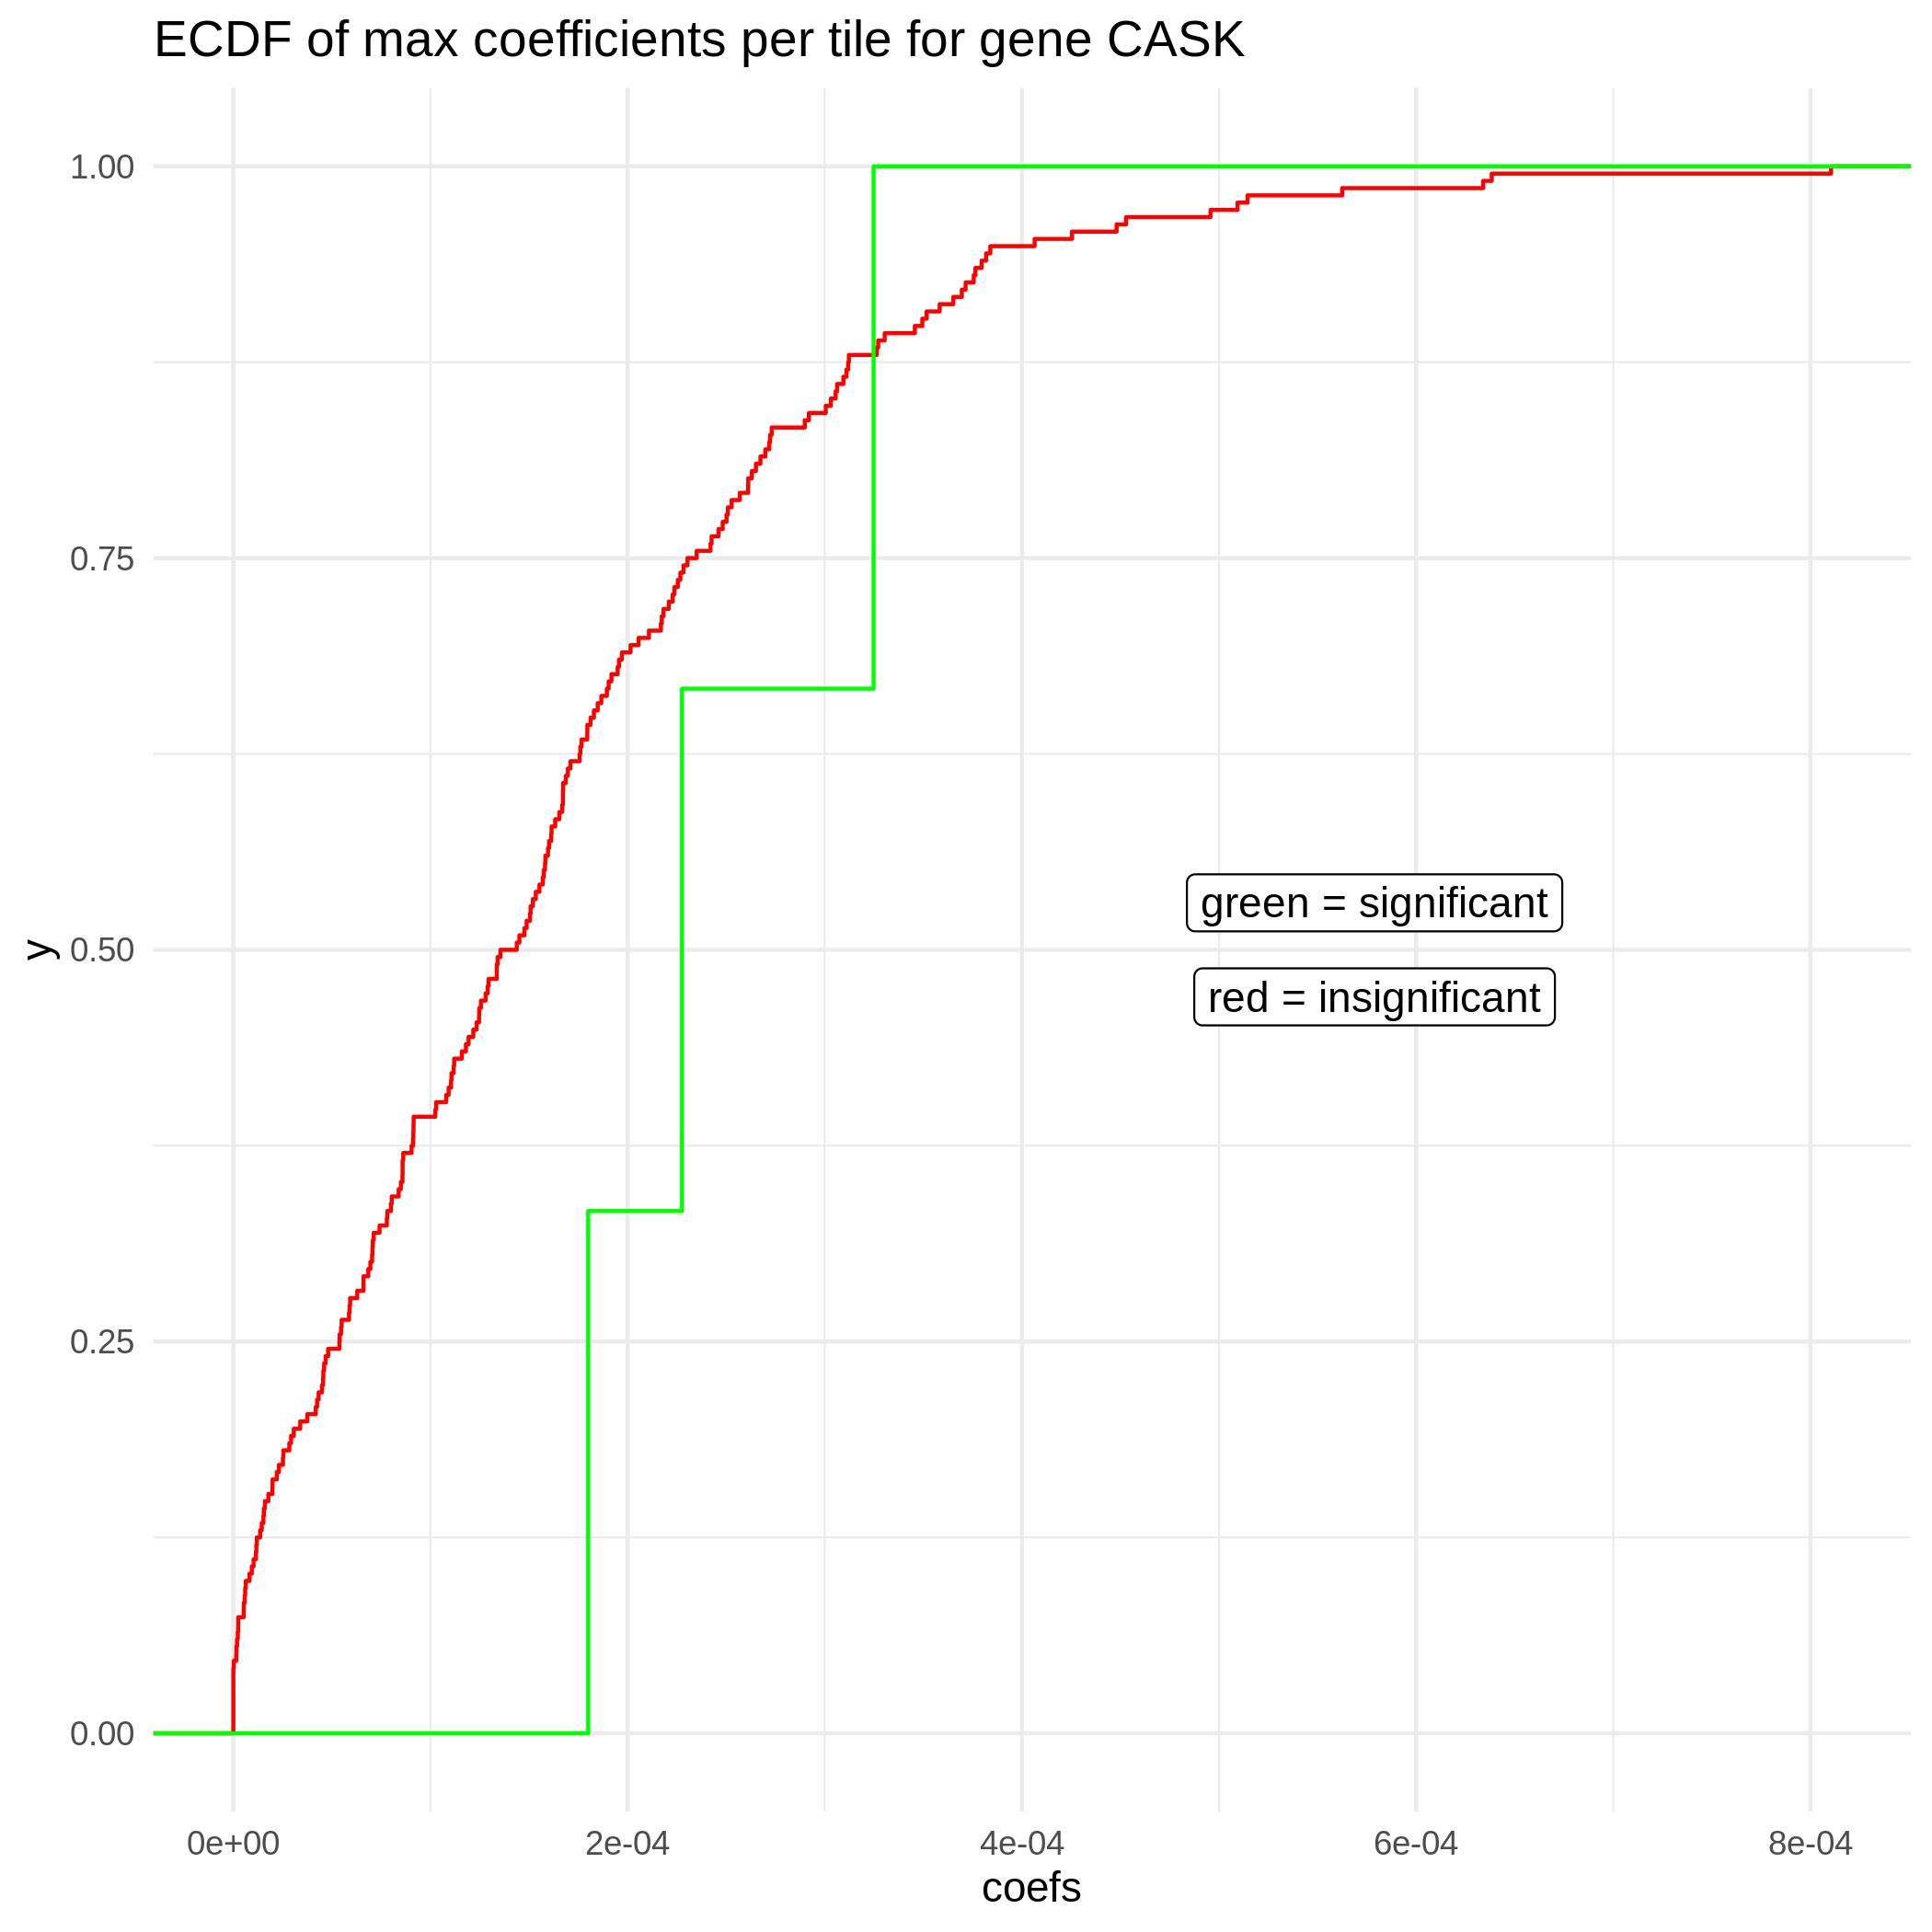 ECDF of max coefficients per tile for gene CASK
1.00
0.75
0.50
0.25
0.00
y
green = significant
red = insignificant
0e+00 2e-04 4e-04 6e-04 8e-04
coefs